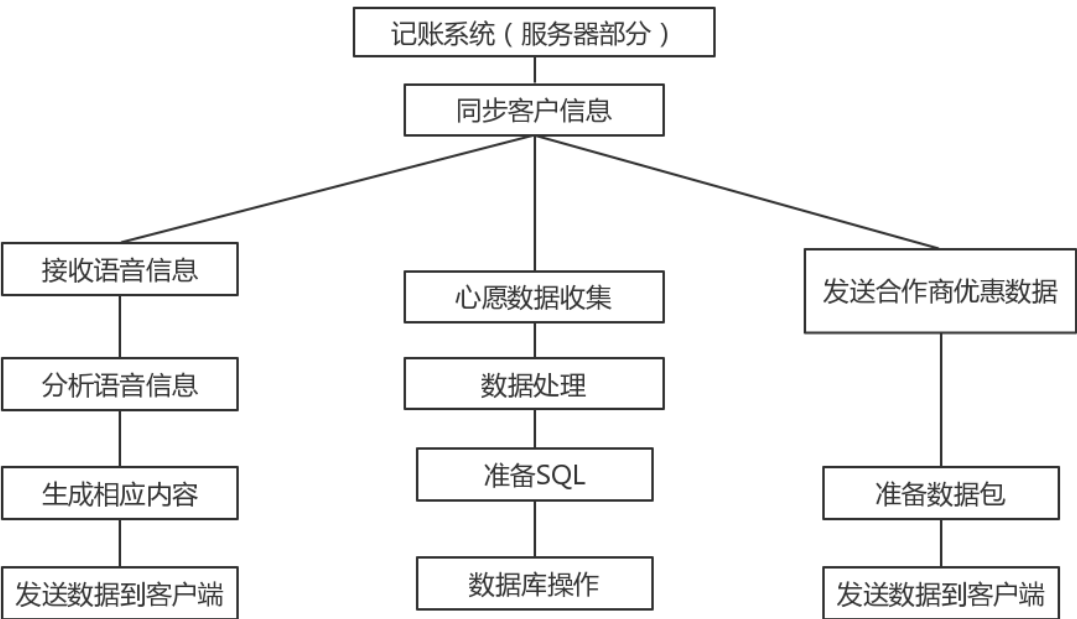 记账系统（服务器部分）
同步客户信息
接收语音信息
分析语音信息
生成相应内容
发送数据到客户端
心愿数据收集
数据处理
准备SQL
数据库操作
发送合作商优惠数据
准备数据包
发送数据到客户端